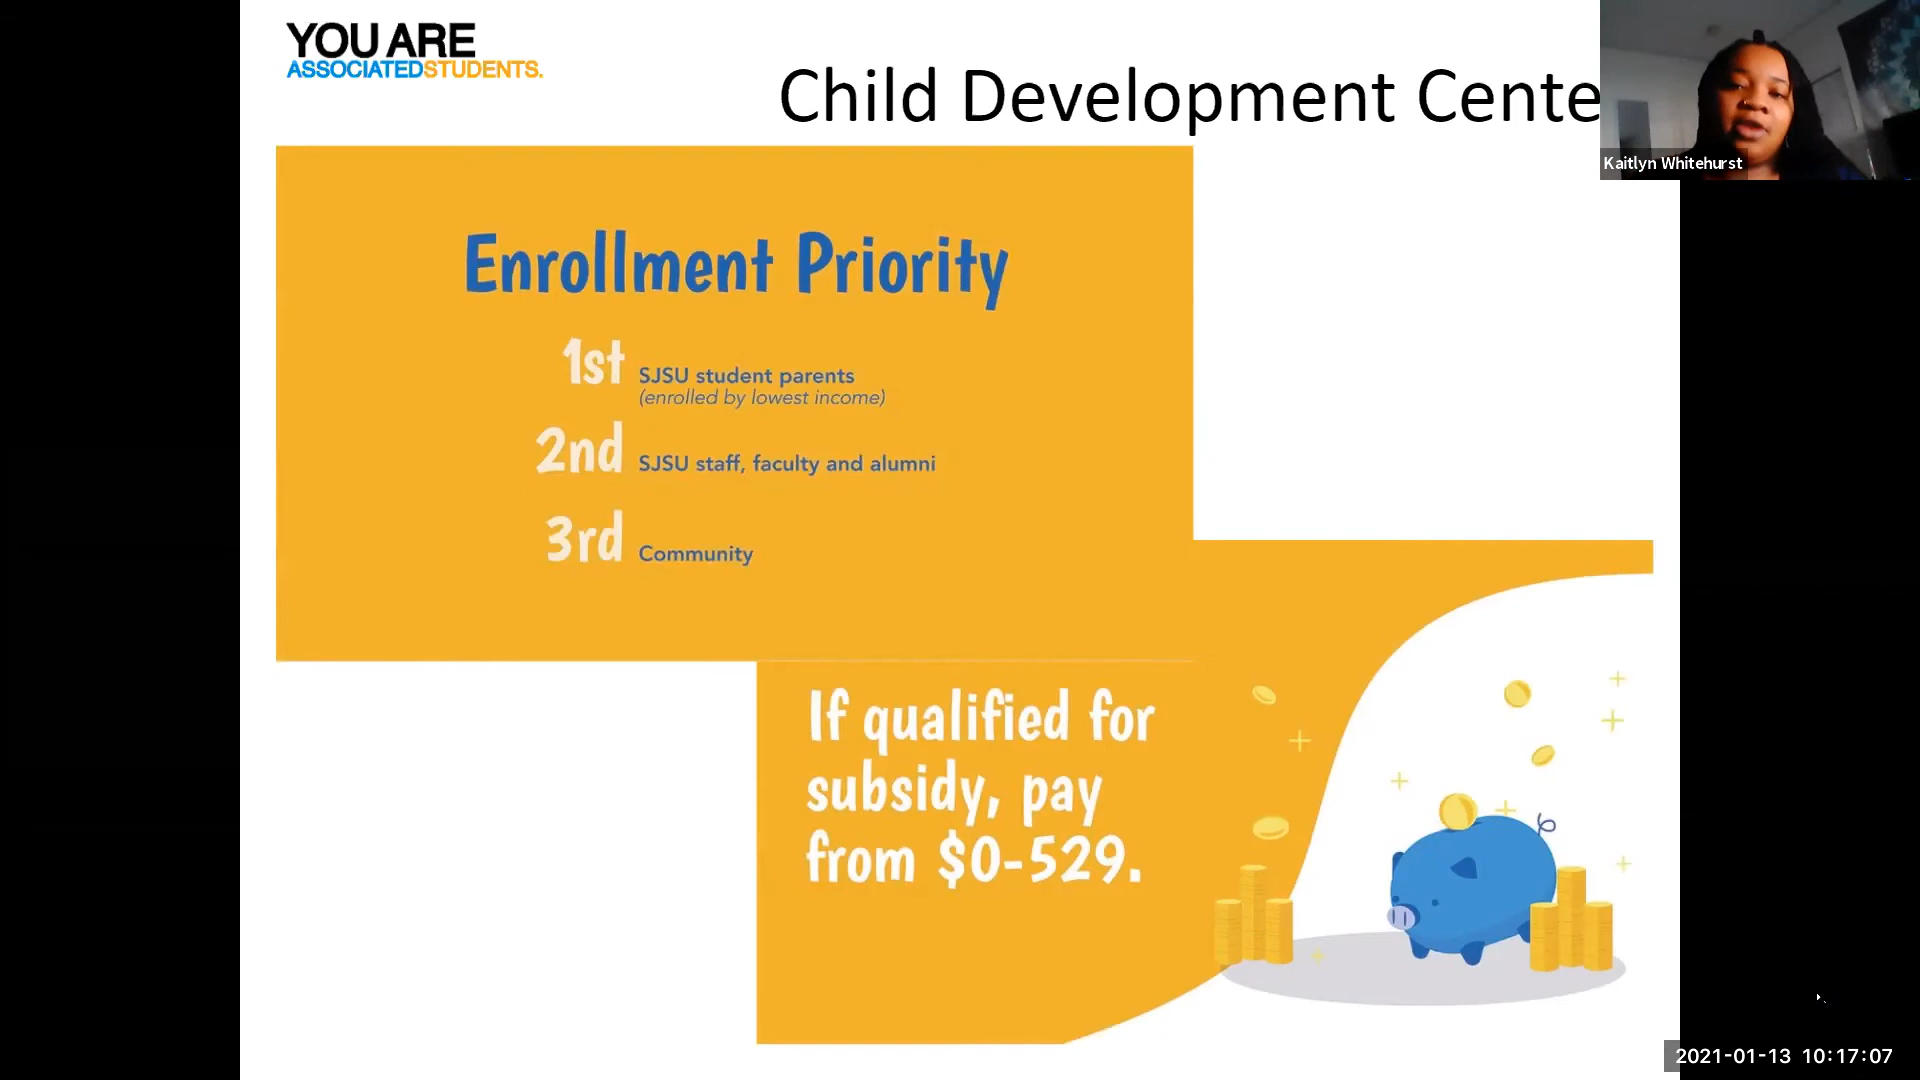 YOU ARE
ASSOCIATEDSTUDENTS.
Child Development Cente
Kaitlyn Whitehurst
Enrollment Priority
1st SJSU student parents
(enrolled by lowest income)
2nd SJSU staff, faculty and alumni
3rd Community
If qualified for
subsidy, pay
from $0-529.
2021-01-13 10:17:07